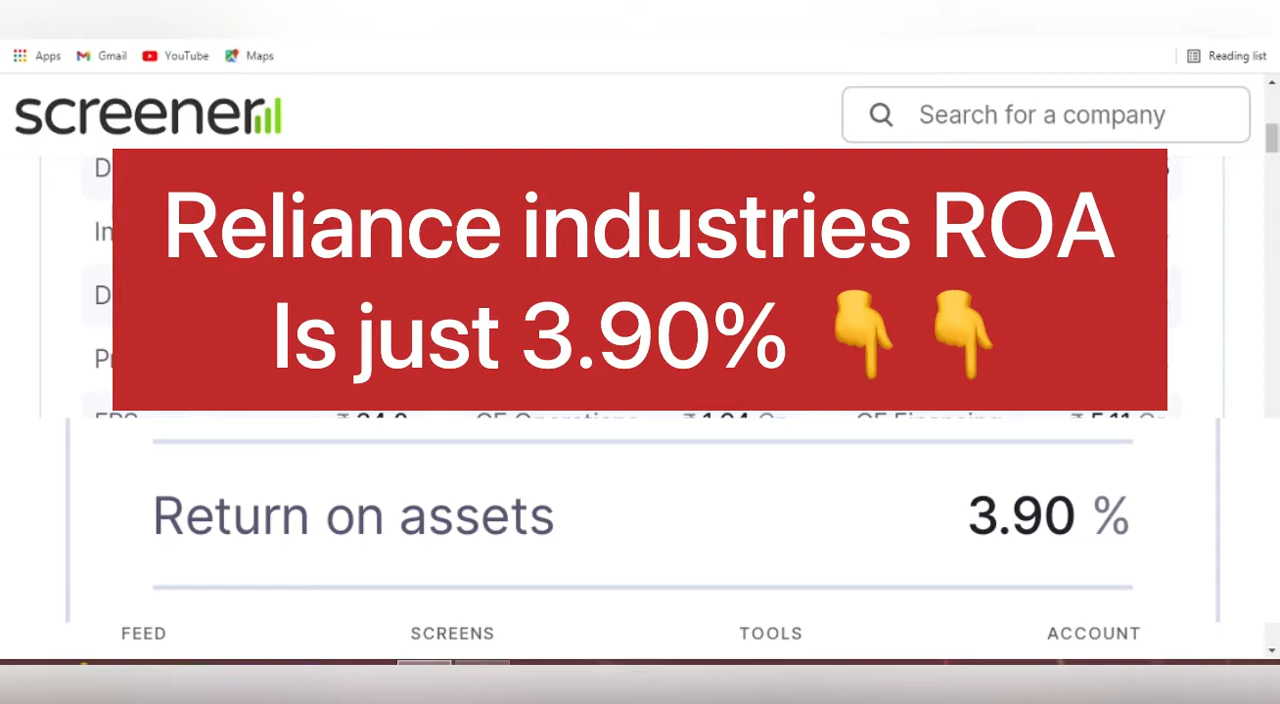 Apps Gmail YouTube Maps Reading list
screener Search for a company
Reliance industries ROA
Is just 3.90% 👇👇
Return on assets 3.90 %
FEED SCREENS TOOLS ACCOUNT